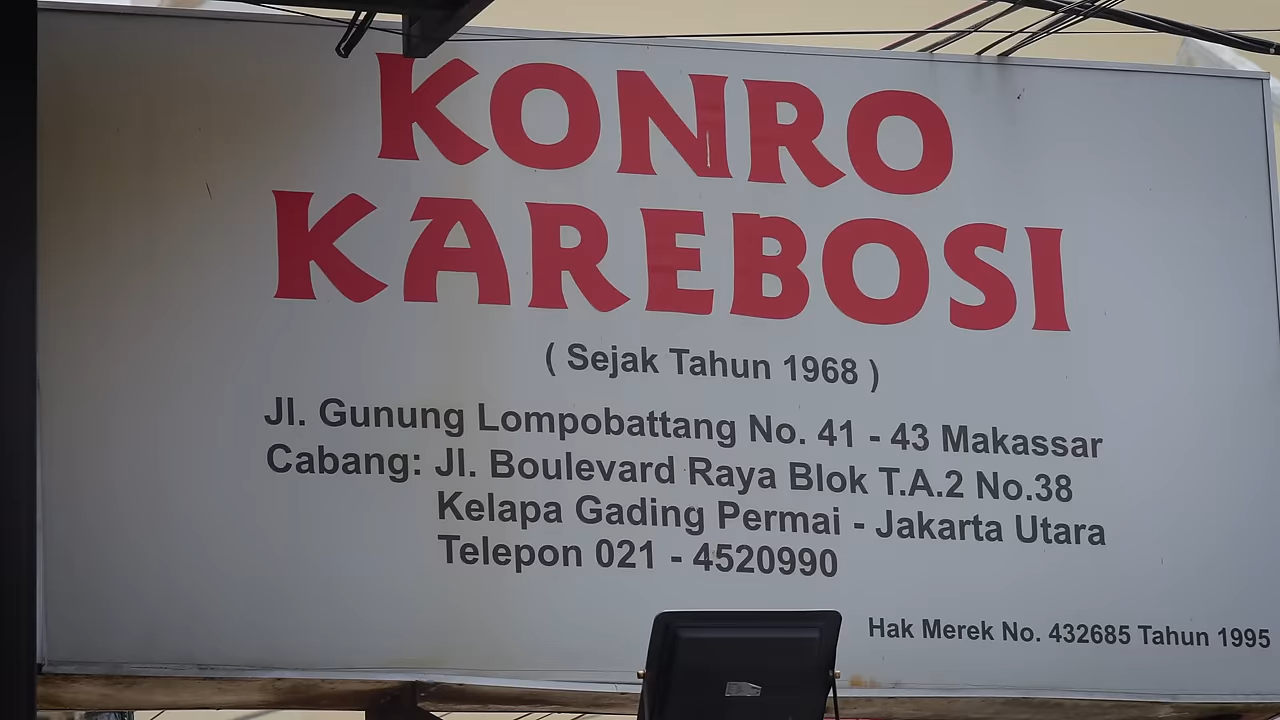 KONRO
KAREBOSI
( Sejak Tahun 1968 )
Jl. Gunung Lompobattang No. 41 - 43 Makassar
Cabang: Jl. Boulevard Raya Blok T.A.2 No.38
Kelapa Gading Permai - Jakarta Utara
Telepon 021 - 4520990
Hak Merek No. 432685 Tahun 1995